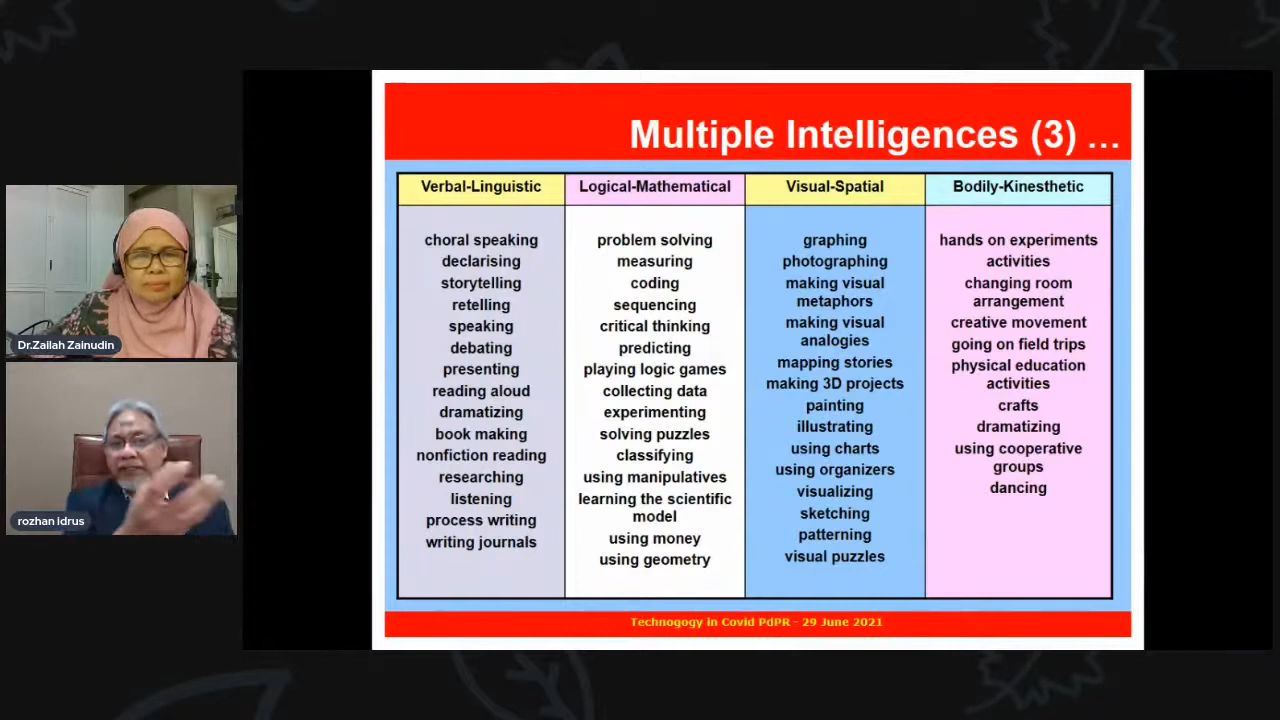 Multiple Intelligences (3) ...
Verbal-Linguistic
choral speaking
declarising
storytelling
retelling
speaking
debating
presenting
reading aloud
dramatizing
book making
nonfiction reading
researching
listening
process writing
writing journals
Logical-Mathematical
problem solving
measuring
coding
sequencing
critical thinking
predicting
playing logic games
collecting data
experimenting
solving puzzles
classifying
using manipulatives
learning the scientific
model
using money
using geometry
Visual-Spatial
graphing
photographing
making visual
metaphors
making visual
analogies
mapping stories
making 3D projects
painting
illustrating
using charts
using organizers
visualizing
sketching
patterning
visual puzzles
Bodily-Kinesthetic
hands on experiments
activities
changing room
arrangement
creative movement
going on field trips
physical education
activities
crafts
dramatizing
using cooperative
groups
dancing
Technogogy in Covid PdPR - 29 June 2021
Dr.Zailah Zainudin
rozhan idrus